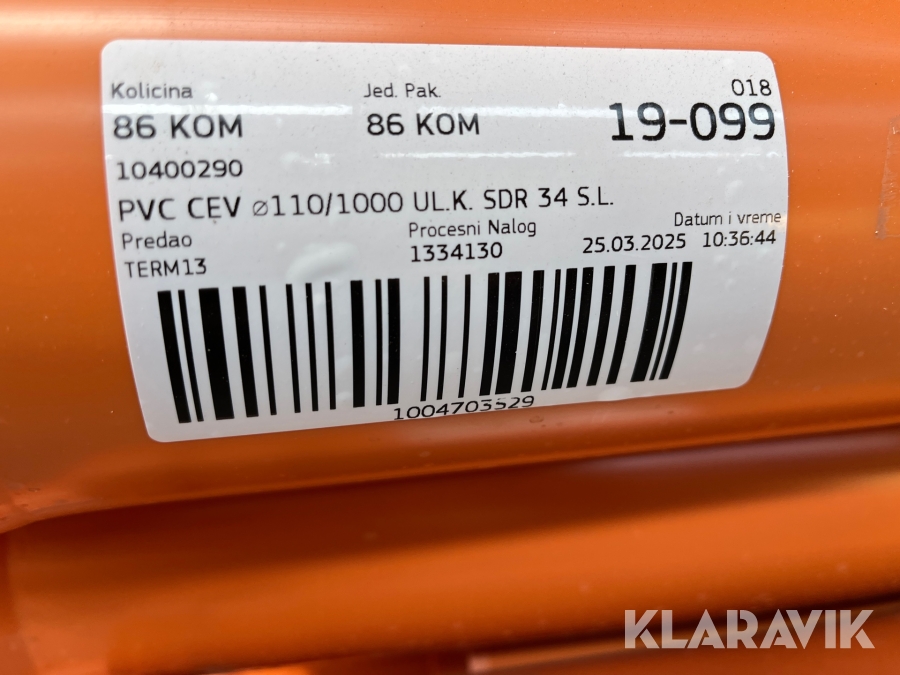 Kolicina
Jed. Pak.
018
86 KOM
86 KOM
19-099
10400290
PVC CEV ⌀110/1000 UL.K. SDR 34 S.L.
Predao
Procesni Nalog
Datum i vreme
TERM13
1334130
25.03.2025 10:36:44
1004703529
KLARAVIK